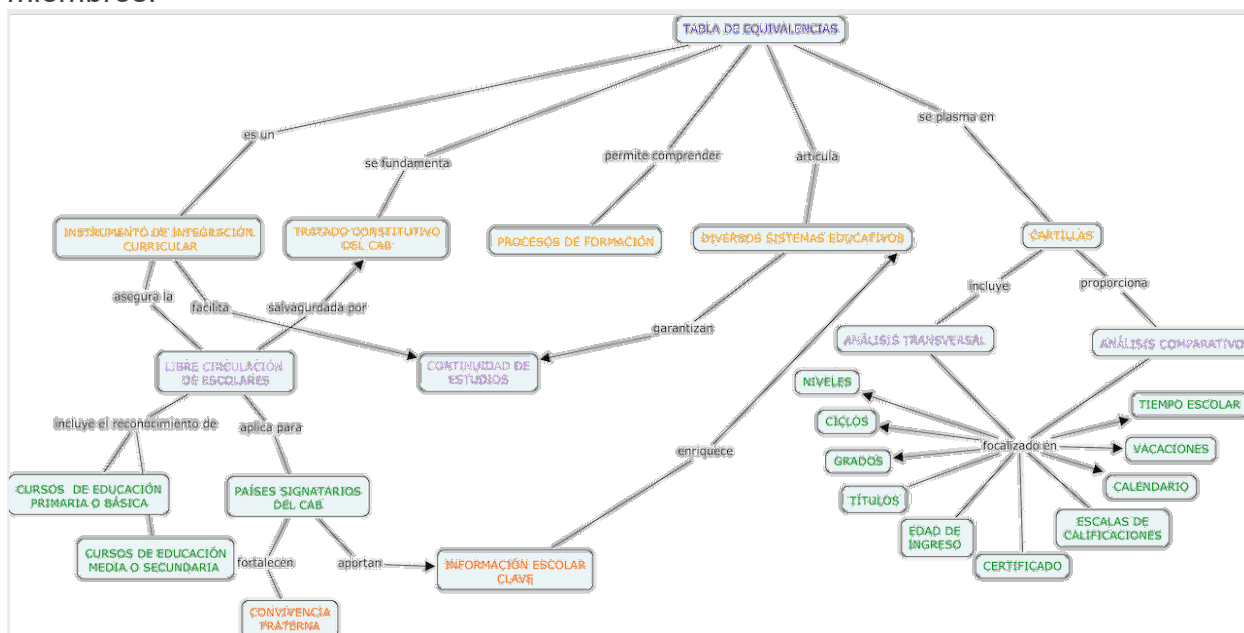 miembros.
TABLA DE EQUIVALENCIAS
se plasma en
es un
se fundamenta
permite comprender
articula
INSTRUMENTO DE INTEGRACIÓN
CURRICULAR
TRATADO CONSTITUTIVO
DEL CAB
PROCESOS DE FORMACIÓN
DIVERSOS SISTEMAS EDUCATIVOS
CARTILLAS
asegura la
facilita
salvagurdada por
garantizan
incluye
proporciona
LIBRE CIRCULACIÓN
DE ESCOLARES
CONTINUIDAD DE
ESTUDIOS
ANÁLISIS TRANSVERSAL
ANÁLISIS COMPARATIVO
incluye el reconocimiento de
aplica para
enriquece
focalizado en
NIVELES
CICLOS
GRADOS
TÍTULOS
EDAD DE
INGRESO
CERTIFICADO
ESCALAS DE
CALIFICACIONES
CALENDARIO
VACACIONES
TIEMPO ESCOLAR
CURSOS DE EDUCACIÓN
PRIMARIA O BÁSICA
PAÍSES SIGNATARIOS
DEL CAB
CURSOS DE EDUCACIÓN
MEDIA O SECUNDARIA
fortalecen
aportan
INFORMACIÓN ESCOLAR
CLAVE
CONVIVENCIA
FRATERNA